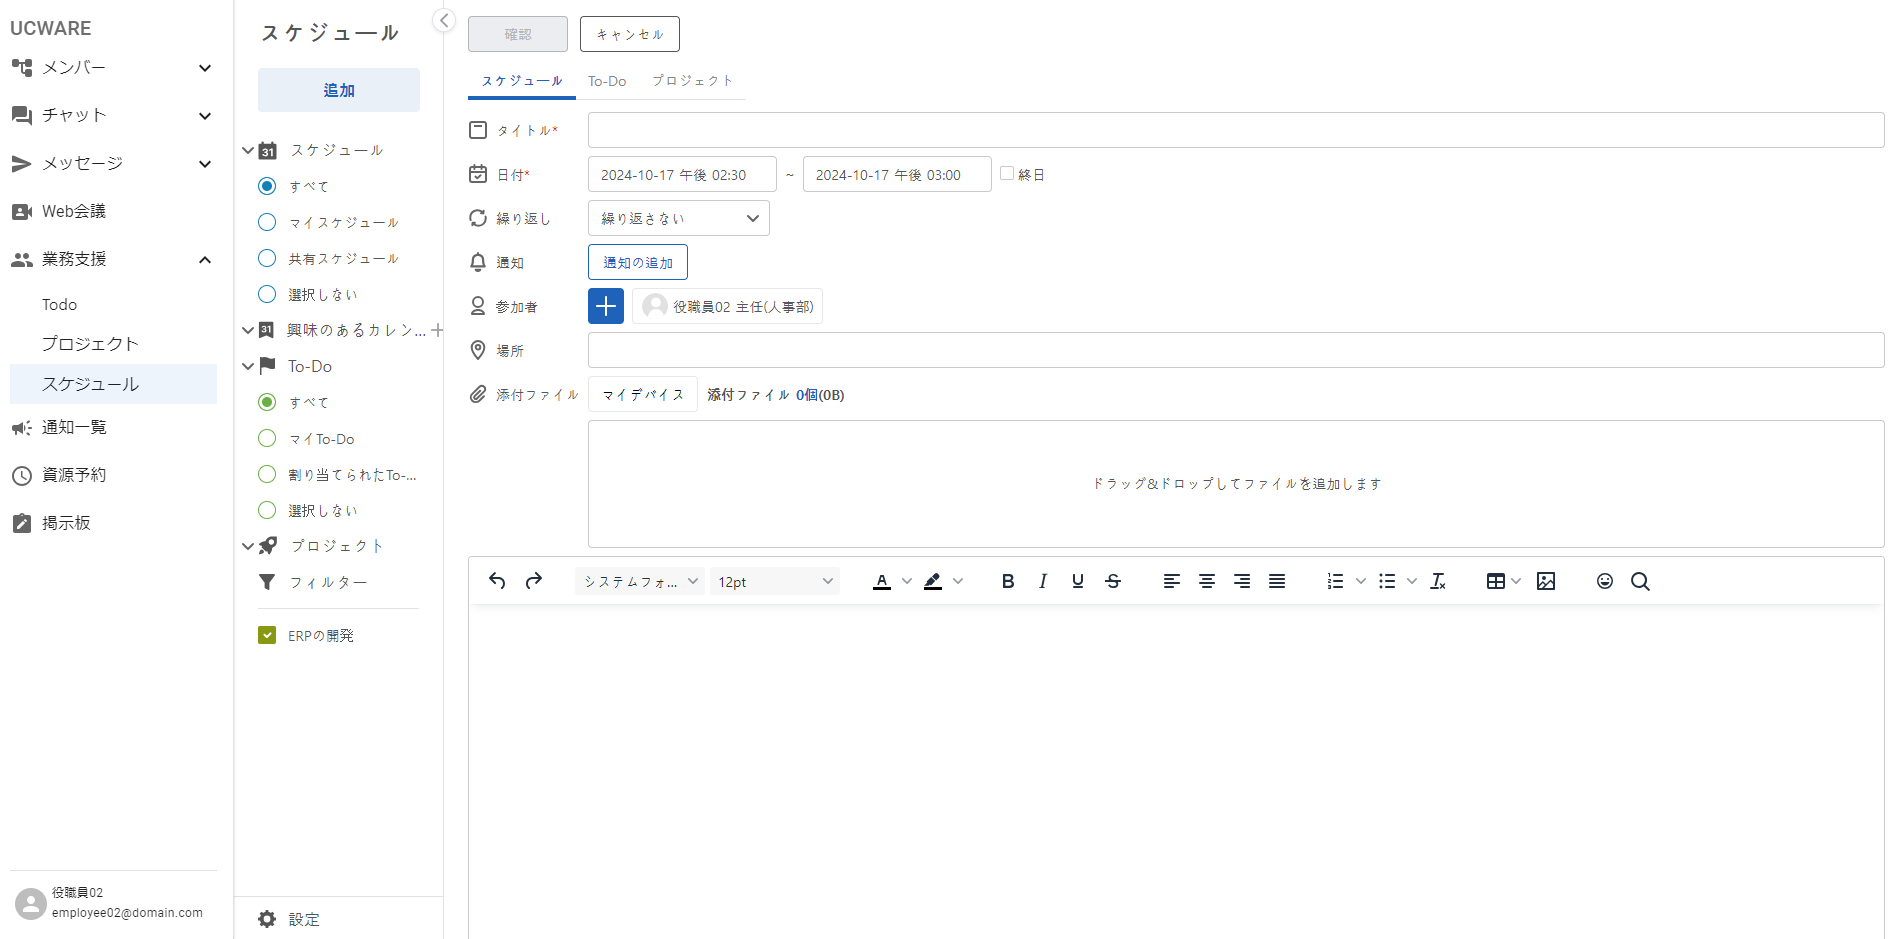 UCWARE
メンバー
チャット
メッセージ
Web会議
業務支援
Todo
プロジェクト
スケジュール
通知一覧
資源予約
掲示板
役職員02
employee02@domain.com
スケジュール
追加
31 スケジュール
すべて
マイスケジュール
共有スケジュール
選択しない
31 興味のあるカレン...
To-Do
すべて
マイTo-Do
割り当てられたTo-...
選択しない
プロジェクト
フィルター
ERPの開発
設定
確認 キャンセル
スケジュール To-Do プロジェクト
タイトル*
日付* 2024-10-17 午後 02:30 ~ 2024-10-17 午後 03:00 終日
繰り返し 繰り返さない
通知 通知の追加
参加者 役職員02 主任(人事部)
場所
添付ファイル マイデバイス 添付ファイル 0個(0B)
ドラッグ&ドロップしてファイルを追加します
システムフォ... 12pt A B I U S